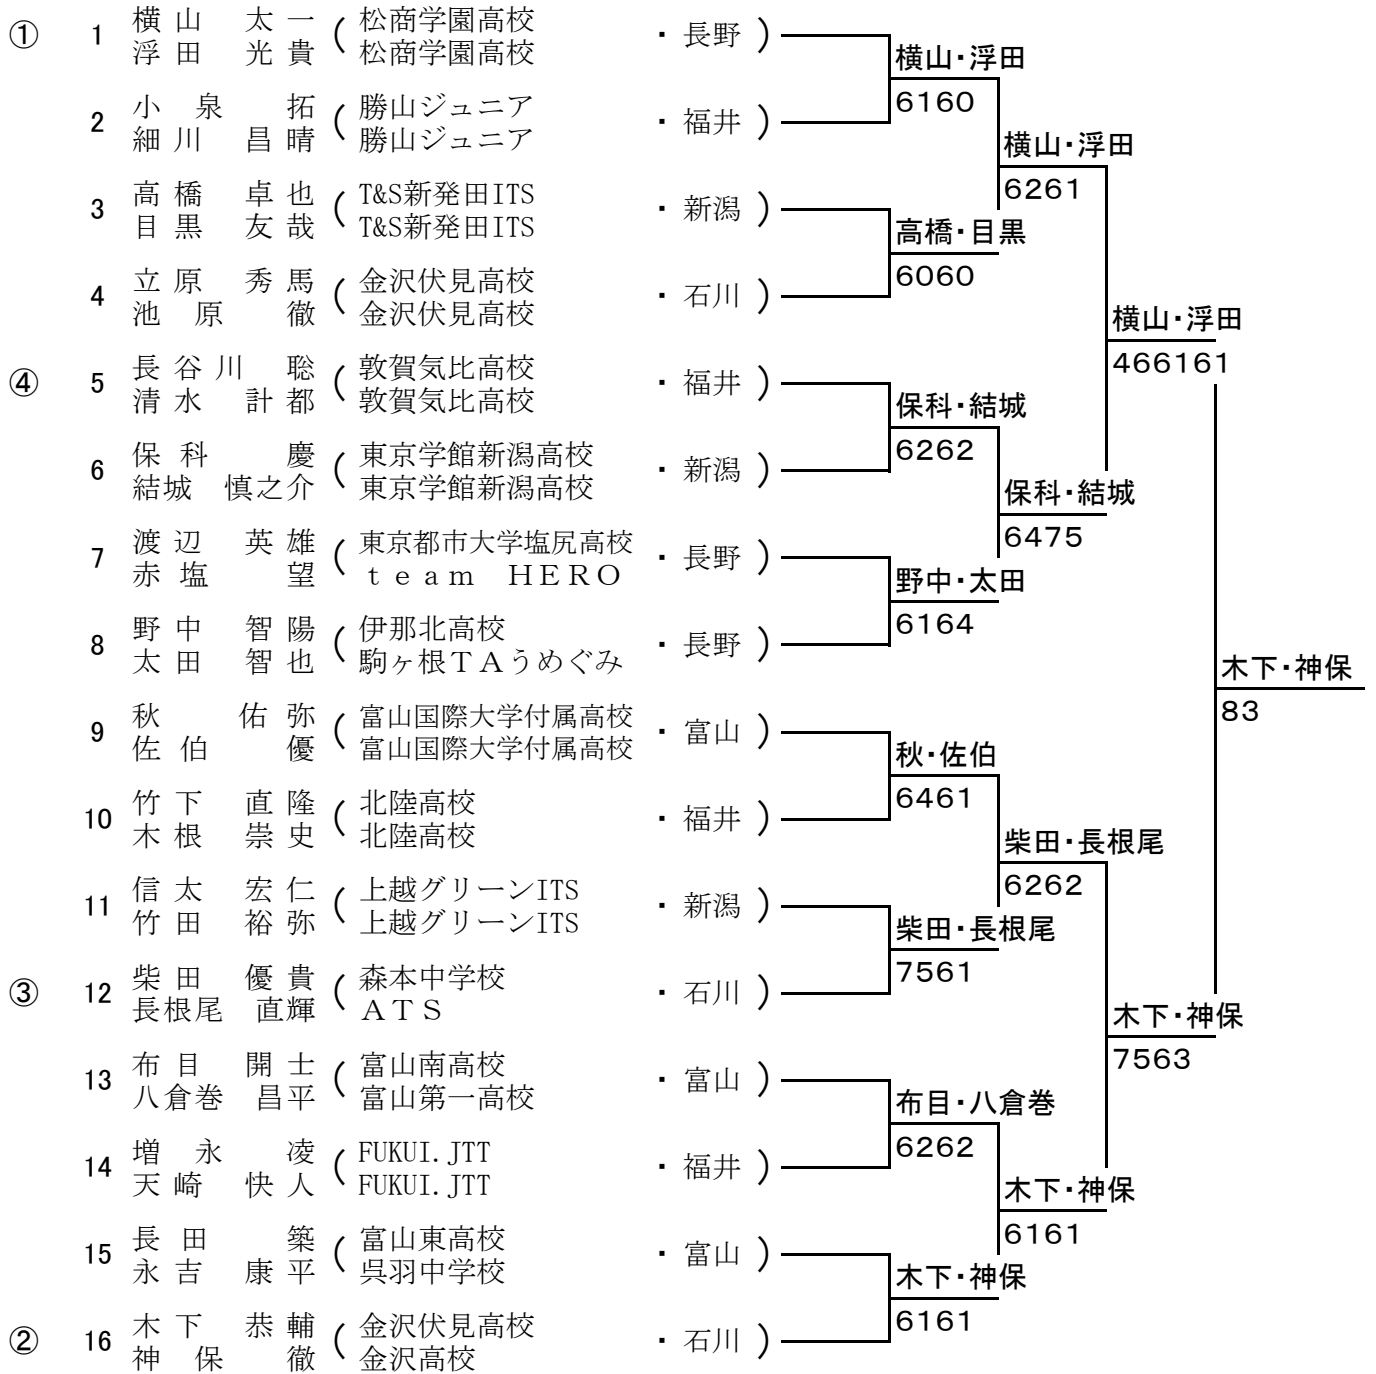 ① 1 横山 太一 ( 松商学園高校 ・ 長野 )
浮田 光貴 松商学園高校
横山・浮田
6160
2 小泉 拓 ( 勝山ジュニア ・ 福井 )
細川 昌晴 勝山ジュニア
横山・浮田
6261
3 高橋 卓也 ( T&S新発田ITS ・ 新潟 )
目黒 友哉 T&S新発田ITS
高橋・目黒
6060
4 立原 秀馬 ( 金沢伏見高校 ・ 石川 )
池原 徹 金沢伏見高校
横山・浮田
466161
④ 5 長谷川 聡 ( 敦賀気比高校 ・ 福井 )
清水 計都 敦賀気比高校
保科・結城
6262
6 保科 慶 ( 東京学館新潟高校 ・ 新潟 )
結城 慎之介 東京学館新潟高校
保科・結城
6475
7 渡辺 英雄 ( 東京都市大学塩尻高校 ・ 長野 )
赤塩 望 team HERO
野中・太田
6164
8 野中 智陽 ( 伊那北高校 ・ 長野 )
太田 智也 駒ヶ根TAうめぐみ
木下・神保
83
9 秋 佑弥 ( 富山国際大学付属高校 ・ 富山 )
佐伯 優 富山国際大学付属高校
秋・佐伯
6461
10 竹下 直隆 ( 北陸高校 ・ 福井 )
木根 崇史 北陸高校
柴田・長根尾
6262
11 信太 宏仁 ( 上越グリーンITS ・ 新潟 )
竹田 裕弥 上越グリーンITS
柴田・長根尾
7561
③ 12 柴田 優貴 ( 森本中学校 ・ 石川 )
長根尾 直輝 ATS
木下・神保
7563
13 布目 開士 ( 富山南高校 ・ 富山 )
八倉巻 昌平 富山第一高校
布目・八倉巻
6262
14 増永 凌 ( FUKUI.JTT ・ 福井 )
天崎 快人 FUKUI.JTT
木下・神保
6161
15 長田 築 ( 富山東高校 ・ 富山 )
永吉 康平 呉羽中学校
木下・神保
6161
② 16 木下 恭輔 ( 金沢伏見高校 ・ 石川 )
神保 徹 金沢高校